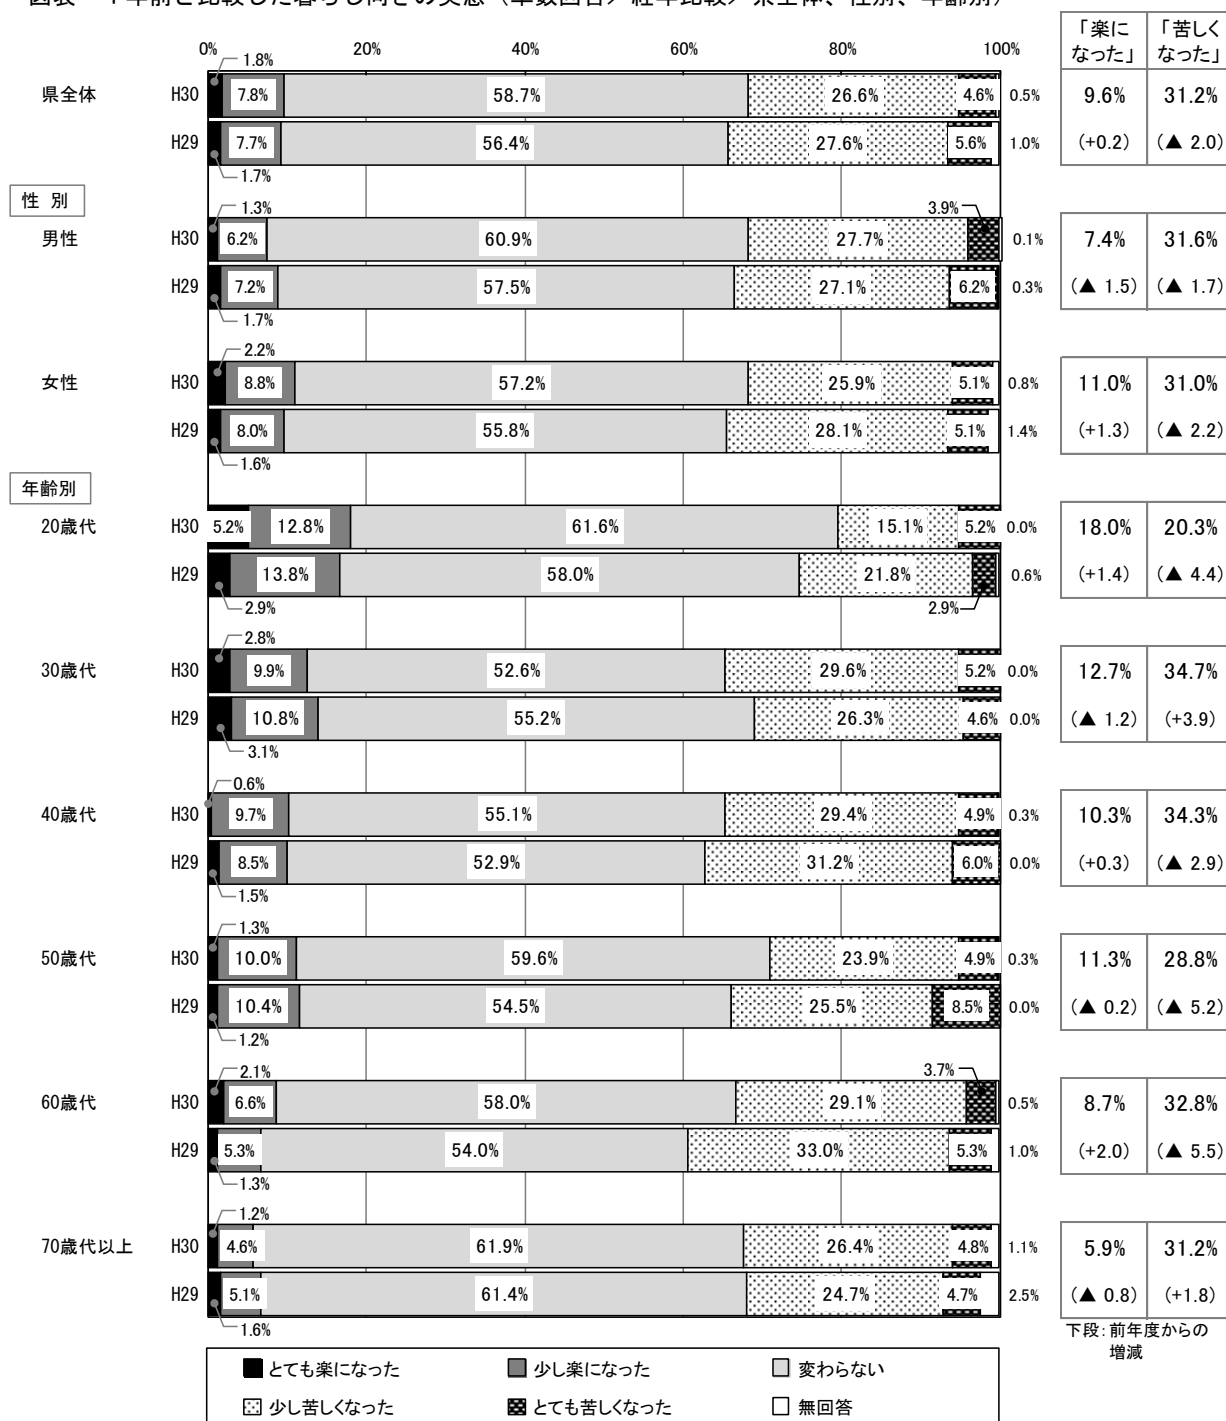 0% 20% 40% 60% 80% 100%
「楽に
なった」
「苦しく
なった」
県全体
H30 1.8% 7.8% 58.7% 26.6% 4.6% 0.5% 9.6% 31.2%
H29 1.7% 7.7% 56.4% 27.6% 5.6% 1.0% (+0.2) (▲ 2.0)
性 別
男性
H30 1.3% 6.2% 60.9% 27.7% 3.9% 0.1% 7.4% 31.6%
H29 1.7% 7.2% 57.5% 27.1% 6.2% 0.3% (▲ 1.5) (▲ 1.7)
女性
H30 2.2% 8.8% 57.2% 25.9% 5.1% 0.8% 11.0% 31.0%
H29 1.6% 8.0% 55.8% 28.1% 5.1% 1.4% (+1.3) (▲ 2.2)
年齢別
20歳代
H30 5.2% 12.8% 61.6% 15.1% 5.2% 0.0% 18.0% 20.3%
H29 2.9% 13.8% 58.0% 21.8% 2.9% 0.6% (+1.4) (▲ 4.4)
30歳代
H30 2.8% 9.9% 52.6% 29.6% 5.2% 0.0% 12.7% 34.7%
H29 3.1% 10.8% 55.2% 26.3% 4.6% 0.0% (▲ 1.2) (+3.9)
40歳代
H30 0.6% 9.7% 55.1% 29.4% 4.9% 0.3% 10.3% 34.3%
H29 1.5% 8.5% 52.9% 31.2% 6.0% 0.0% (+0.3) (▲ 2.9)
50歳代
H30 1.3% 10.0% 59.6% 23.9% 4.9% 0.3% 11.3% 28.8%
H29 1.2% 10.4% 54.5% 25.5% 8.5% 0.0% (▲ 0.2) (▲ 5.2)
60歳代
H30 2.1% 6.6% 58.0% 29.1% 3.7% 0.5% 8.7% 32.8%
H29 1.3% 5.3% 54.0% 33.0% 5.3% 1.0% (+2.0) (▲ 5.5)
70歳代以上
H30 1.2% 4.6% 61.9% 26.4% 4.8% 1.1% 5.9% 31.2%
H29 1.6% 5.1% 61.4% 24.7% 4.7% 2.5% (▲ 0.8) (+1.8)
下段：前年度からの
増減
とても楽になった 少し楽になった 変わらない
少し苦しくなった とても苦しくなった 無回答